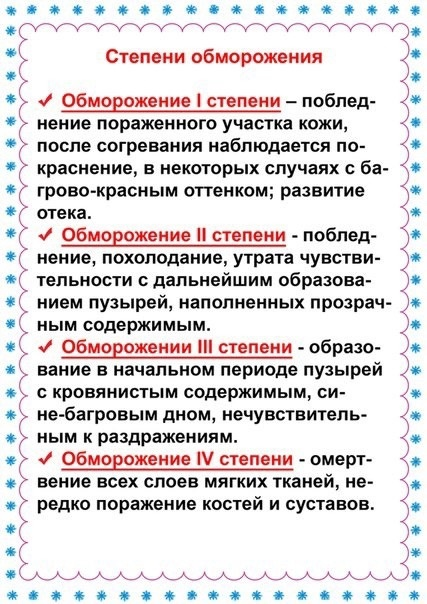 Степени обморожения
✓ Обморожение I степени – поблед-
нение пораженного участка кожи,
после согревания наблюдается по-
краснение, в некоторых случаях с ба-
грово-красным оттенком; развитие
отека.
✓ Обморожение II степени - поблед-
нение, похолодание, утрата чувстви-
тельности с дальнейшим образова-
нием пузырей, наполненных прозрач-
ным содержимым.
✓ Обморожении III степени - образо-
вание в начальном периоде пузырей
с кровянистым содержимым, си-
не-багровым дном, нечувствитель-
ным к раздражениям.
✓ Обморожение IV степени - омерт-
вение всех слоев мягких тканей, не-
редко поражение костей и суставов.